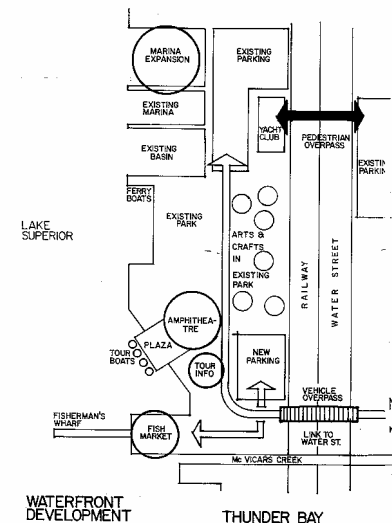 MARINA
EXPANSION
EXISTING
PARKING
EXISTING
MARINA
YACHT
CLUB
PEDESTRIAN
OVERPASS
EXISTING
BASIN
FERRY
BOATS
LAKE
SUPERIOR
EXISTING
PARK
ARTS &
CRAFTS
IN
EXISTING
PARK
RAILWAY
WATER STREET
AMPHITHEA-
TRE
PLAZA
TOUR
BOATS
TOUR
INFO
NEW
PARKING
VEHICLE
OVERPASS
FISHERMAN'S
WHARF
FISH
MARKET
LINK TO
WATER ST.
Mc VICARS CREEK
WATERFRONT
DEVELOPMENT
THUNDER BAY